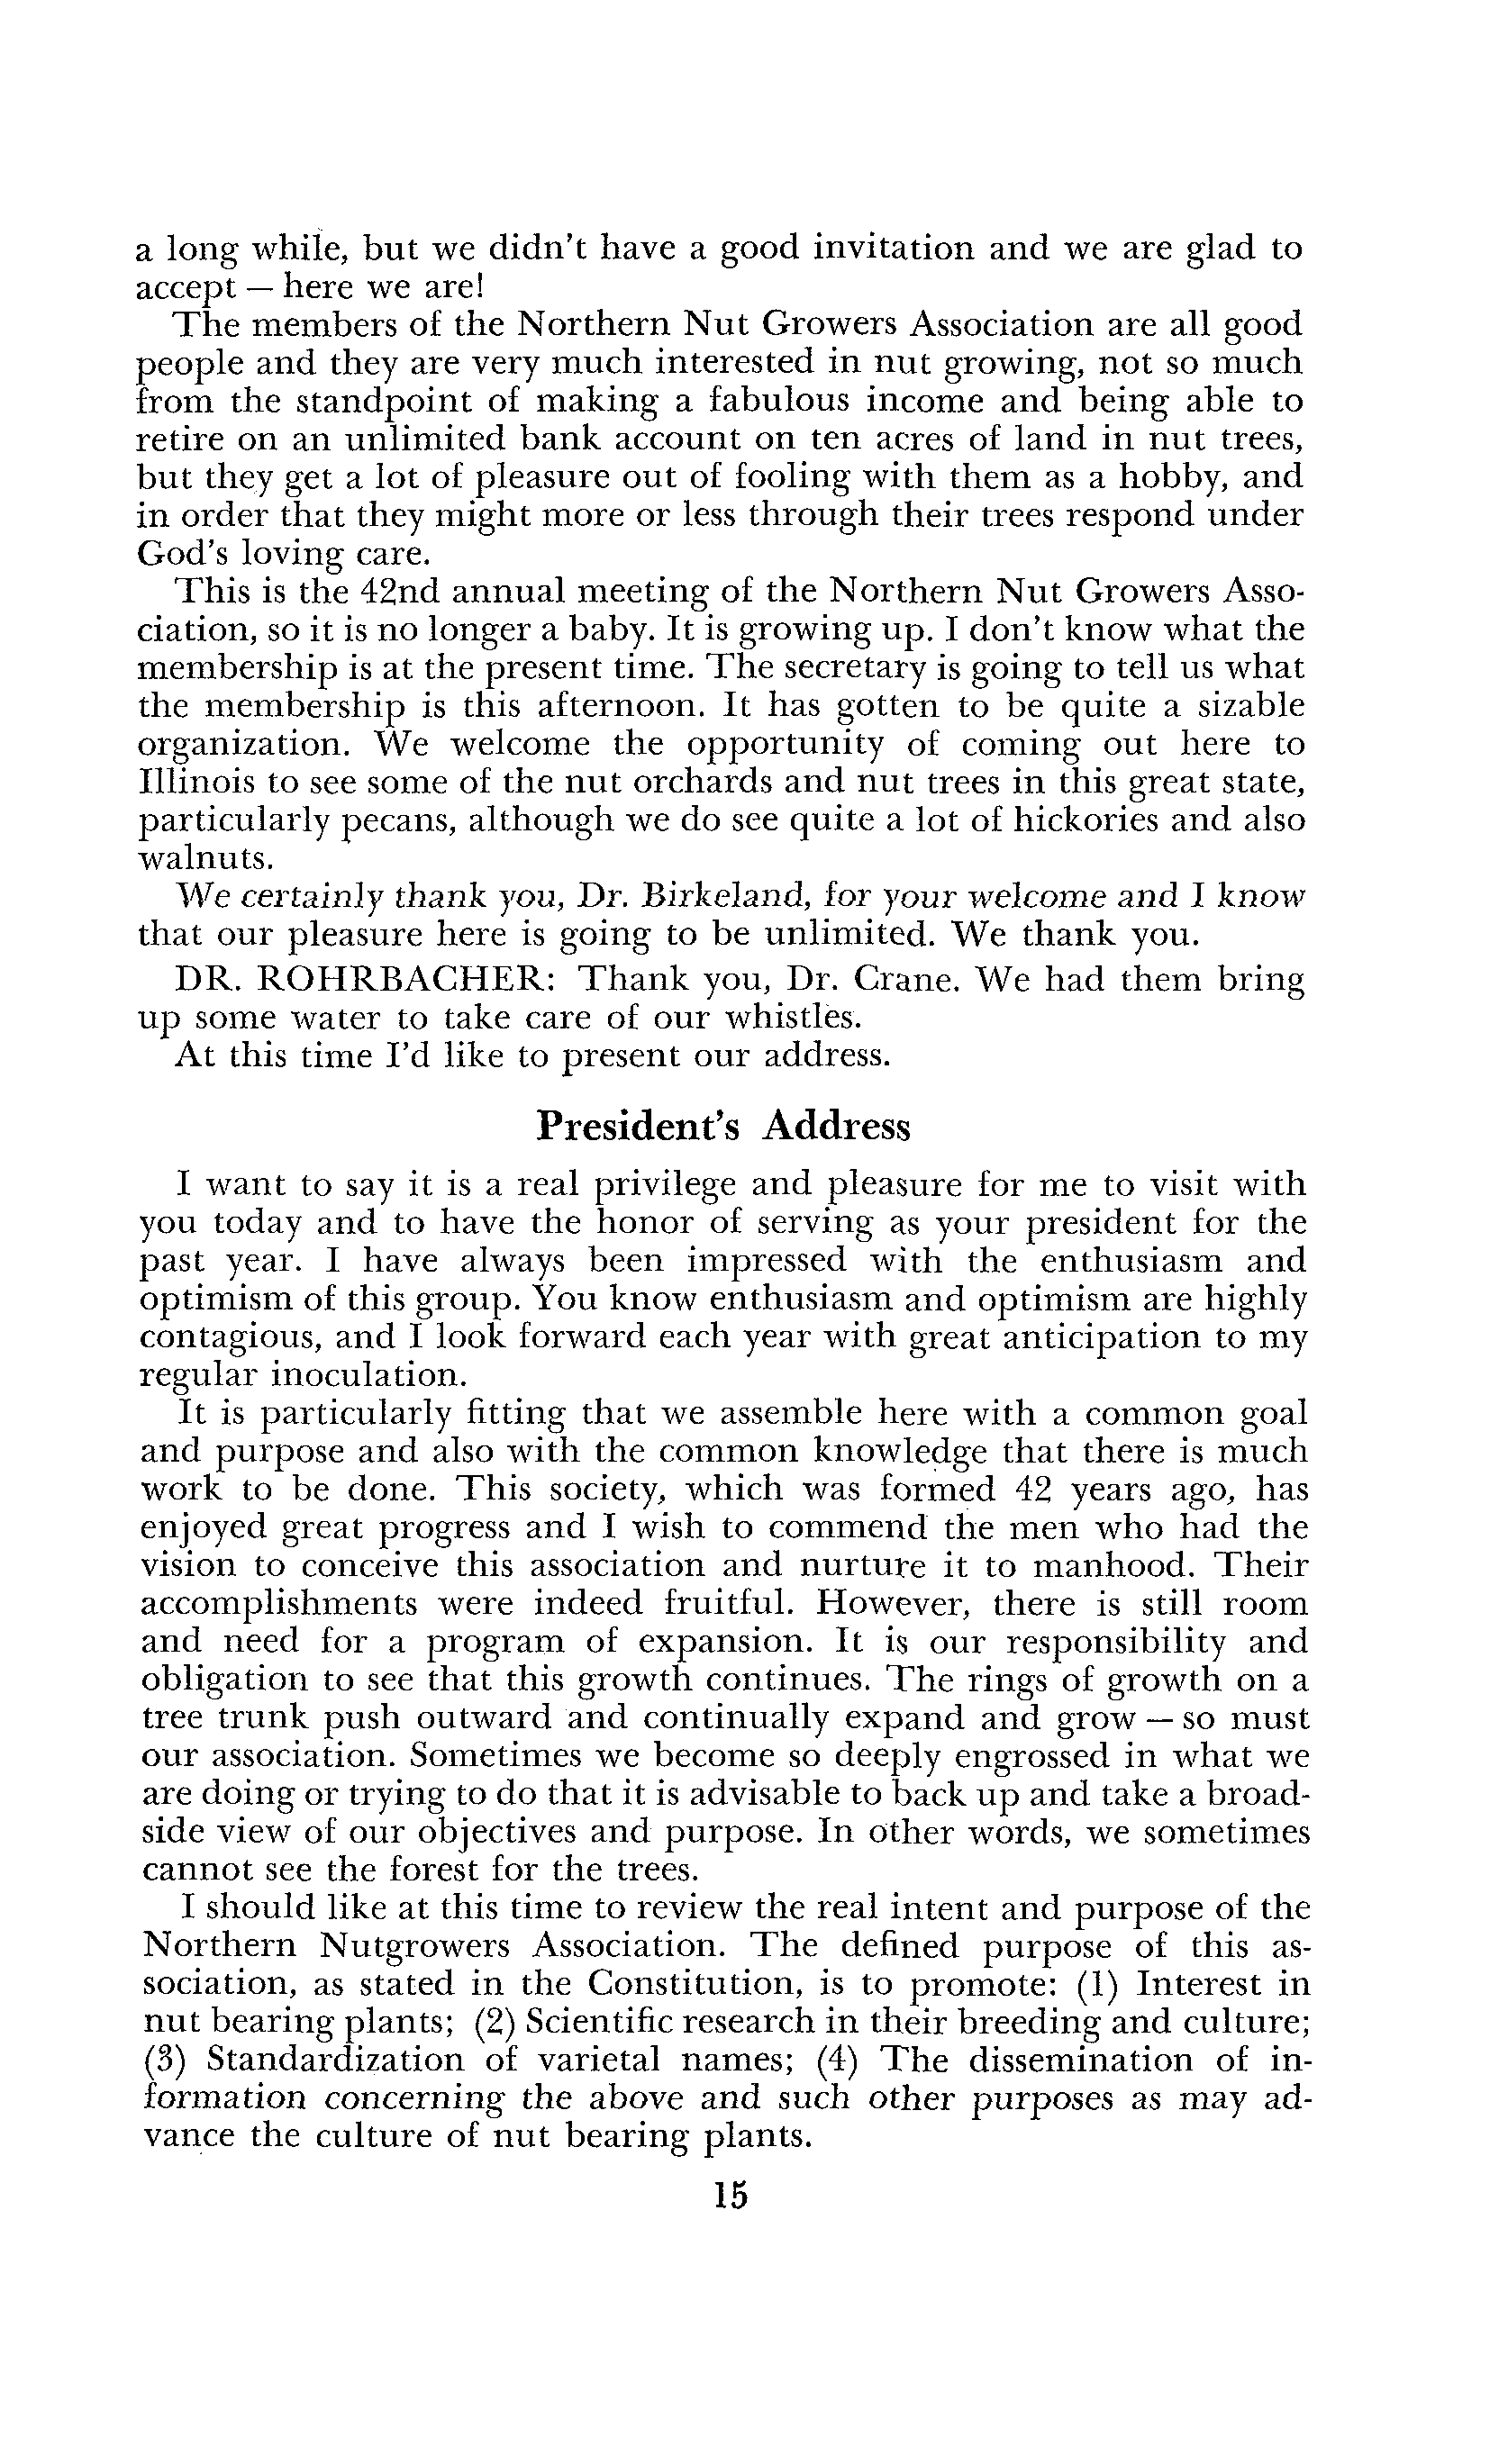 a long while, but we didn't have a good invitation and we are glad to
accept — here we are!
The members of the Northern Nut Growers Association are all good
people and they are very much interested in nut growing, not so much
from the standpoint of making a fabulous income and being able to
retire on an unlimited bank account on ten acres of land in nut trees,
but they get a lot of pleasure out of fooling with them as a hobby, and
in order that they might more or less through their trees respond under
God's loving care.
This is the 42nd annual meeting of the Northern Nut Growers Asso-
ciation, so it is no longer a baby. It is growing up. I don't know what the
membership is at the present time. The secretary is going to tell us what
the membership is this afternoon. It has gotten to be quite a sizable
organization. We welcome the opportunity of coming out here to
Illinois to see some of the nut orchards and nut trees in this great state,
particularly pecans, although we do see quite a lot of hickories and also
walnuts.
We certainly thank you, Dr. Birkeland, for your welcome and I know
that our pleasure here is going to be unlimited. We thank you.
DR. ROHRBACHER: Thank you, Dr. Crane. We had them bring
up some water to take care of our whistles.
At this time I'd like to present our address.
President's Address
I want to say it is a real privilege and pleasure for me to visit with
you today and to have the honor of serving as your president for the
past year. I have always been impressed with the enthusiasm and
optimism of this group. You know enthusiasm and optimism are highly
contagious, and I look forward each year with great anticipation to my
regular inoculation.
It is particularly fitting that we assemble here with a common goal
and purpose and also with the common knowledge that there is much
work to be done. This society, which was formed 42 years ago, has
enjoyed great progress and I wish to commend the men who had the
vision to conceive this association and nurture it to manhood. Their
accomplishments were indeed fruitful. However, there is still room
and need for a program of expansion. It is our responsibility and
obligation to see that this growth continues. The rings of growth on a
tree trunk push outward and continually expand and grow — so must
our association. Sometimes we become so deeply engrossed in what we
are doing or trying to do that it is advisable to back up and take a broad-
side view of our objectives and purpose. In other words, we sometimes
cannot see the forest for the trees.
I should like at this time to review the real intent and purpose of the
Northern Nutgrowers Association. The defined purpose of this as-
sociation, as stated in the Constitution, is to promote: (1) Interest in
nut bearing plants; (2) Scientific research in their breeding and culture;
(3) Standardization of varietal names; (4) The dissemination of in-
formation concerning the above and such other purposes as may ad-
vance the culture of nut bearing plants.
15